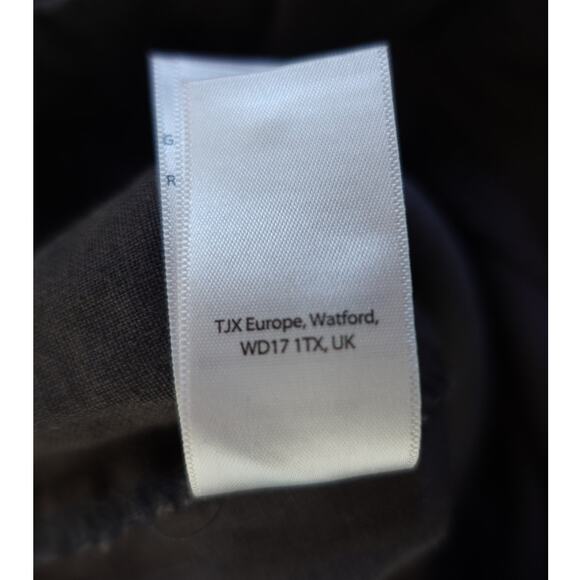 G
R
TJX Europe, Watford,
WD17 1TX, UK